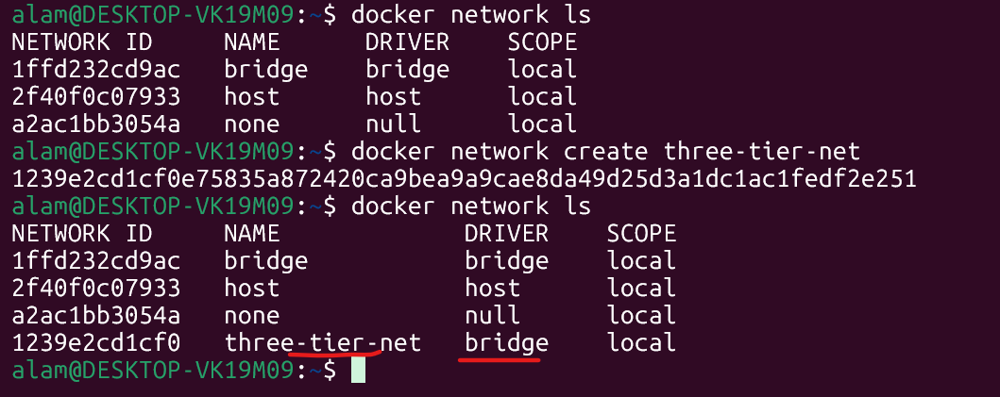 alam@DESKTOP-VK19M09:~$ docker network ls
NETWORK ID     NAME      DRIVER    SCOPE
1ffd232cd9ac   bridge    bridge    local
2f40f0c07933   host      host      local
a2ac1bb3054a   none      null      local
alam@DESKTOP-VK19M09:~$ docker network create three-tier-net
1239e2cd1cf0e75835a872420ca9bea9a9cae8da49d25d3a1dc1ac1fedf2e251
alam@DESKTOP-VK19M09:~$ docker network ls
NETWORK ID     NAME             DRIVER    SCOPE
1ffd232cd9ac   bridge           bridge    local
2f40f0c07933   host             host      local
a2ac1bb3054a   none             null      local
1239e2cd1cf0   three-tier-net   bridge    local
alam@DESKTOP-VK19M09:~$